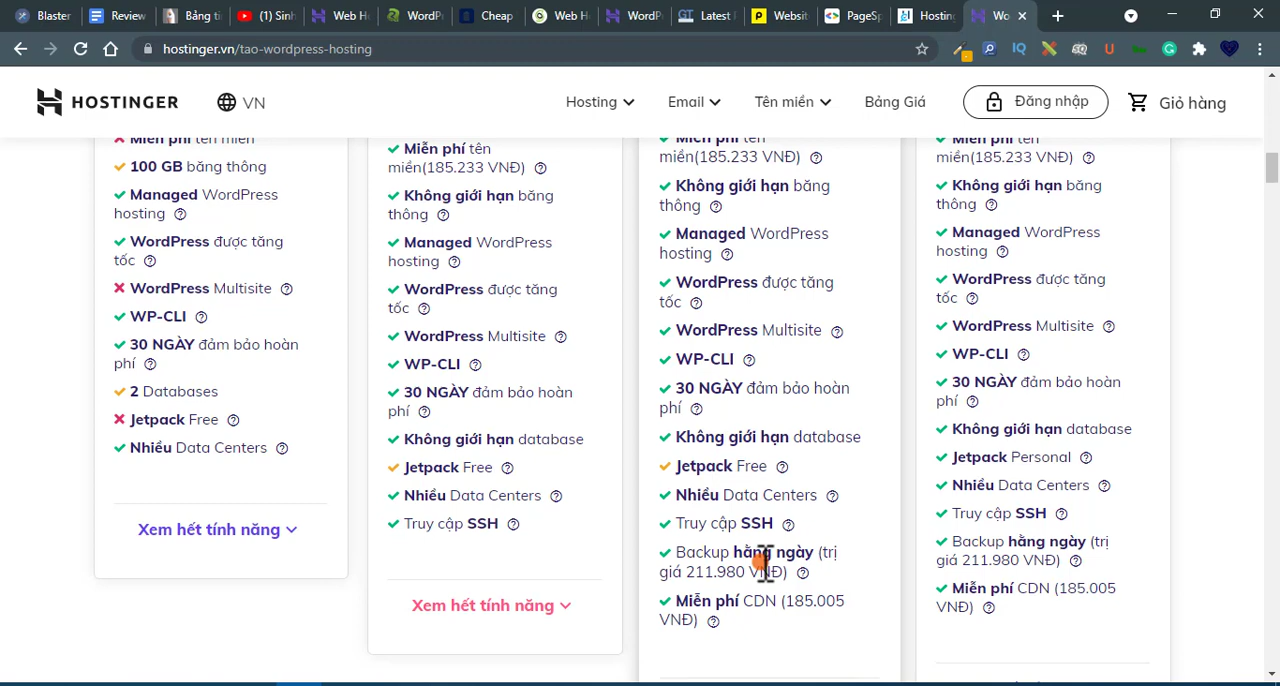 Blaster
Review
Bảng tí
(1) Sinh
Web H
WordP
Cheap
Web H
WordP
Latest
Websit
PageSp
Hosting
Wo
hostinger.vn/tao-wordpress-hosting
HOSTINGER
VN
Hosting
Email
Tên miền
Bảng Giá
Đăng nhập
Giỏ hàng
Miễn phí tên miền
100 GB băng thông
Managed WordPress
hosting
WordPress được tăng
tốc
WordPress Multisite
WP-CLI
30 NGÀY đảm bảo hoàn
phí
2 Databases
Jetpack Free
Nhiều Data Centers
Xem hết tính năng
Miễn phí tên
miền(185.233 VNĐ)
Không giới hạn băng
thông
Managed WordPress
hosting
WordPress được tăng
tốc
WordPress Multisite
WP-CLI
30 NGÀY đảm bảo hoàn
phí
Không giới hạn database
Jetpack Free
Nhiều Data Centers
Truy cập SSH
Xem hết tính năng
Miễn phí tên
miền(185.233 VNĐ)
Không giới hạn băng
thông
Managed WordPress
hosting
WordPress được tăng
tốc
WordPress Multisite
WP-CLI
30 NGÀY đảm bảo hoàn
phí
Không giới hạn database
Jetpack Free
Nhiều Data Centers
Truy cập SSH
Backup hằng ngày (trị
giá 211.980 VNĐ)
Miễn phí CDN (185.005
VNĐ)
Miễn phí tên
miền(185.233 VNĐ)
Không giới hạn băng
thông
Managed WordPress
hosting
WordPress được tăng
tốc
WordPress Multisite
WP-CLI
30 NGÀY đảm bảo hoàn
phí
Không giới hạn database
Jetpack Personal
Nhiều Data Centers
Truy cập SSH
Backup hằng ngày (trị
giá 211.980 VNĐ)
Miễn phí CDN (185.005
VNĐ)